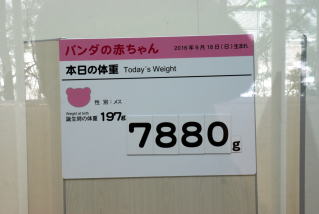 パンダの赤ちゃん 2016年9月18日(日)生まれ
本日の体重 Today's Weight
性 別：メス
Weight at birth
誕生時の体重 197g
7880g